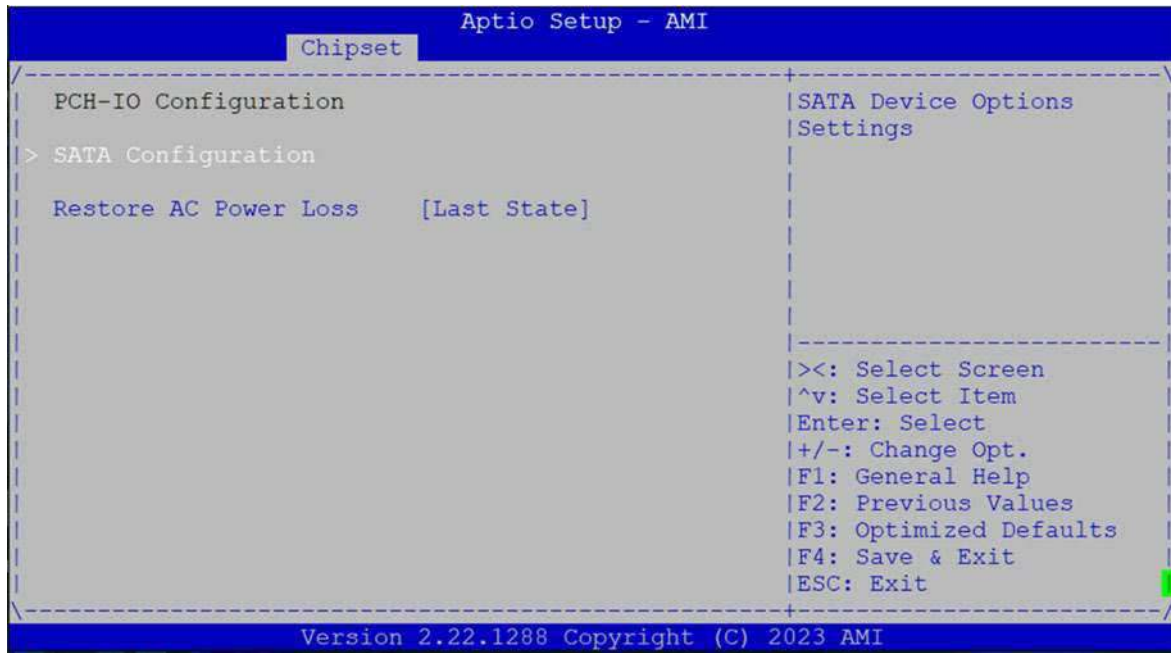 Aptio Setup - AMI
Chipset
PCH-IO Configuration
> SATA Configuration
Restore AC Power Loss [Last State]
SATA Device Options
Settings
><: Select Screen
^v: Select Item
Enter: Select
+/-: Change Opt.
F1: General Help
F2: Previous Values
F3: Optimized Defaults
F4: Save & Exit
ESC: Exit
Version 2.22.1288 Copyright (C) 2023 AMI